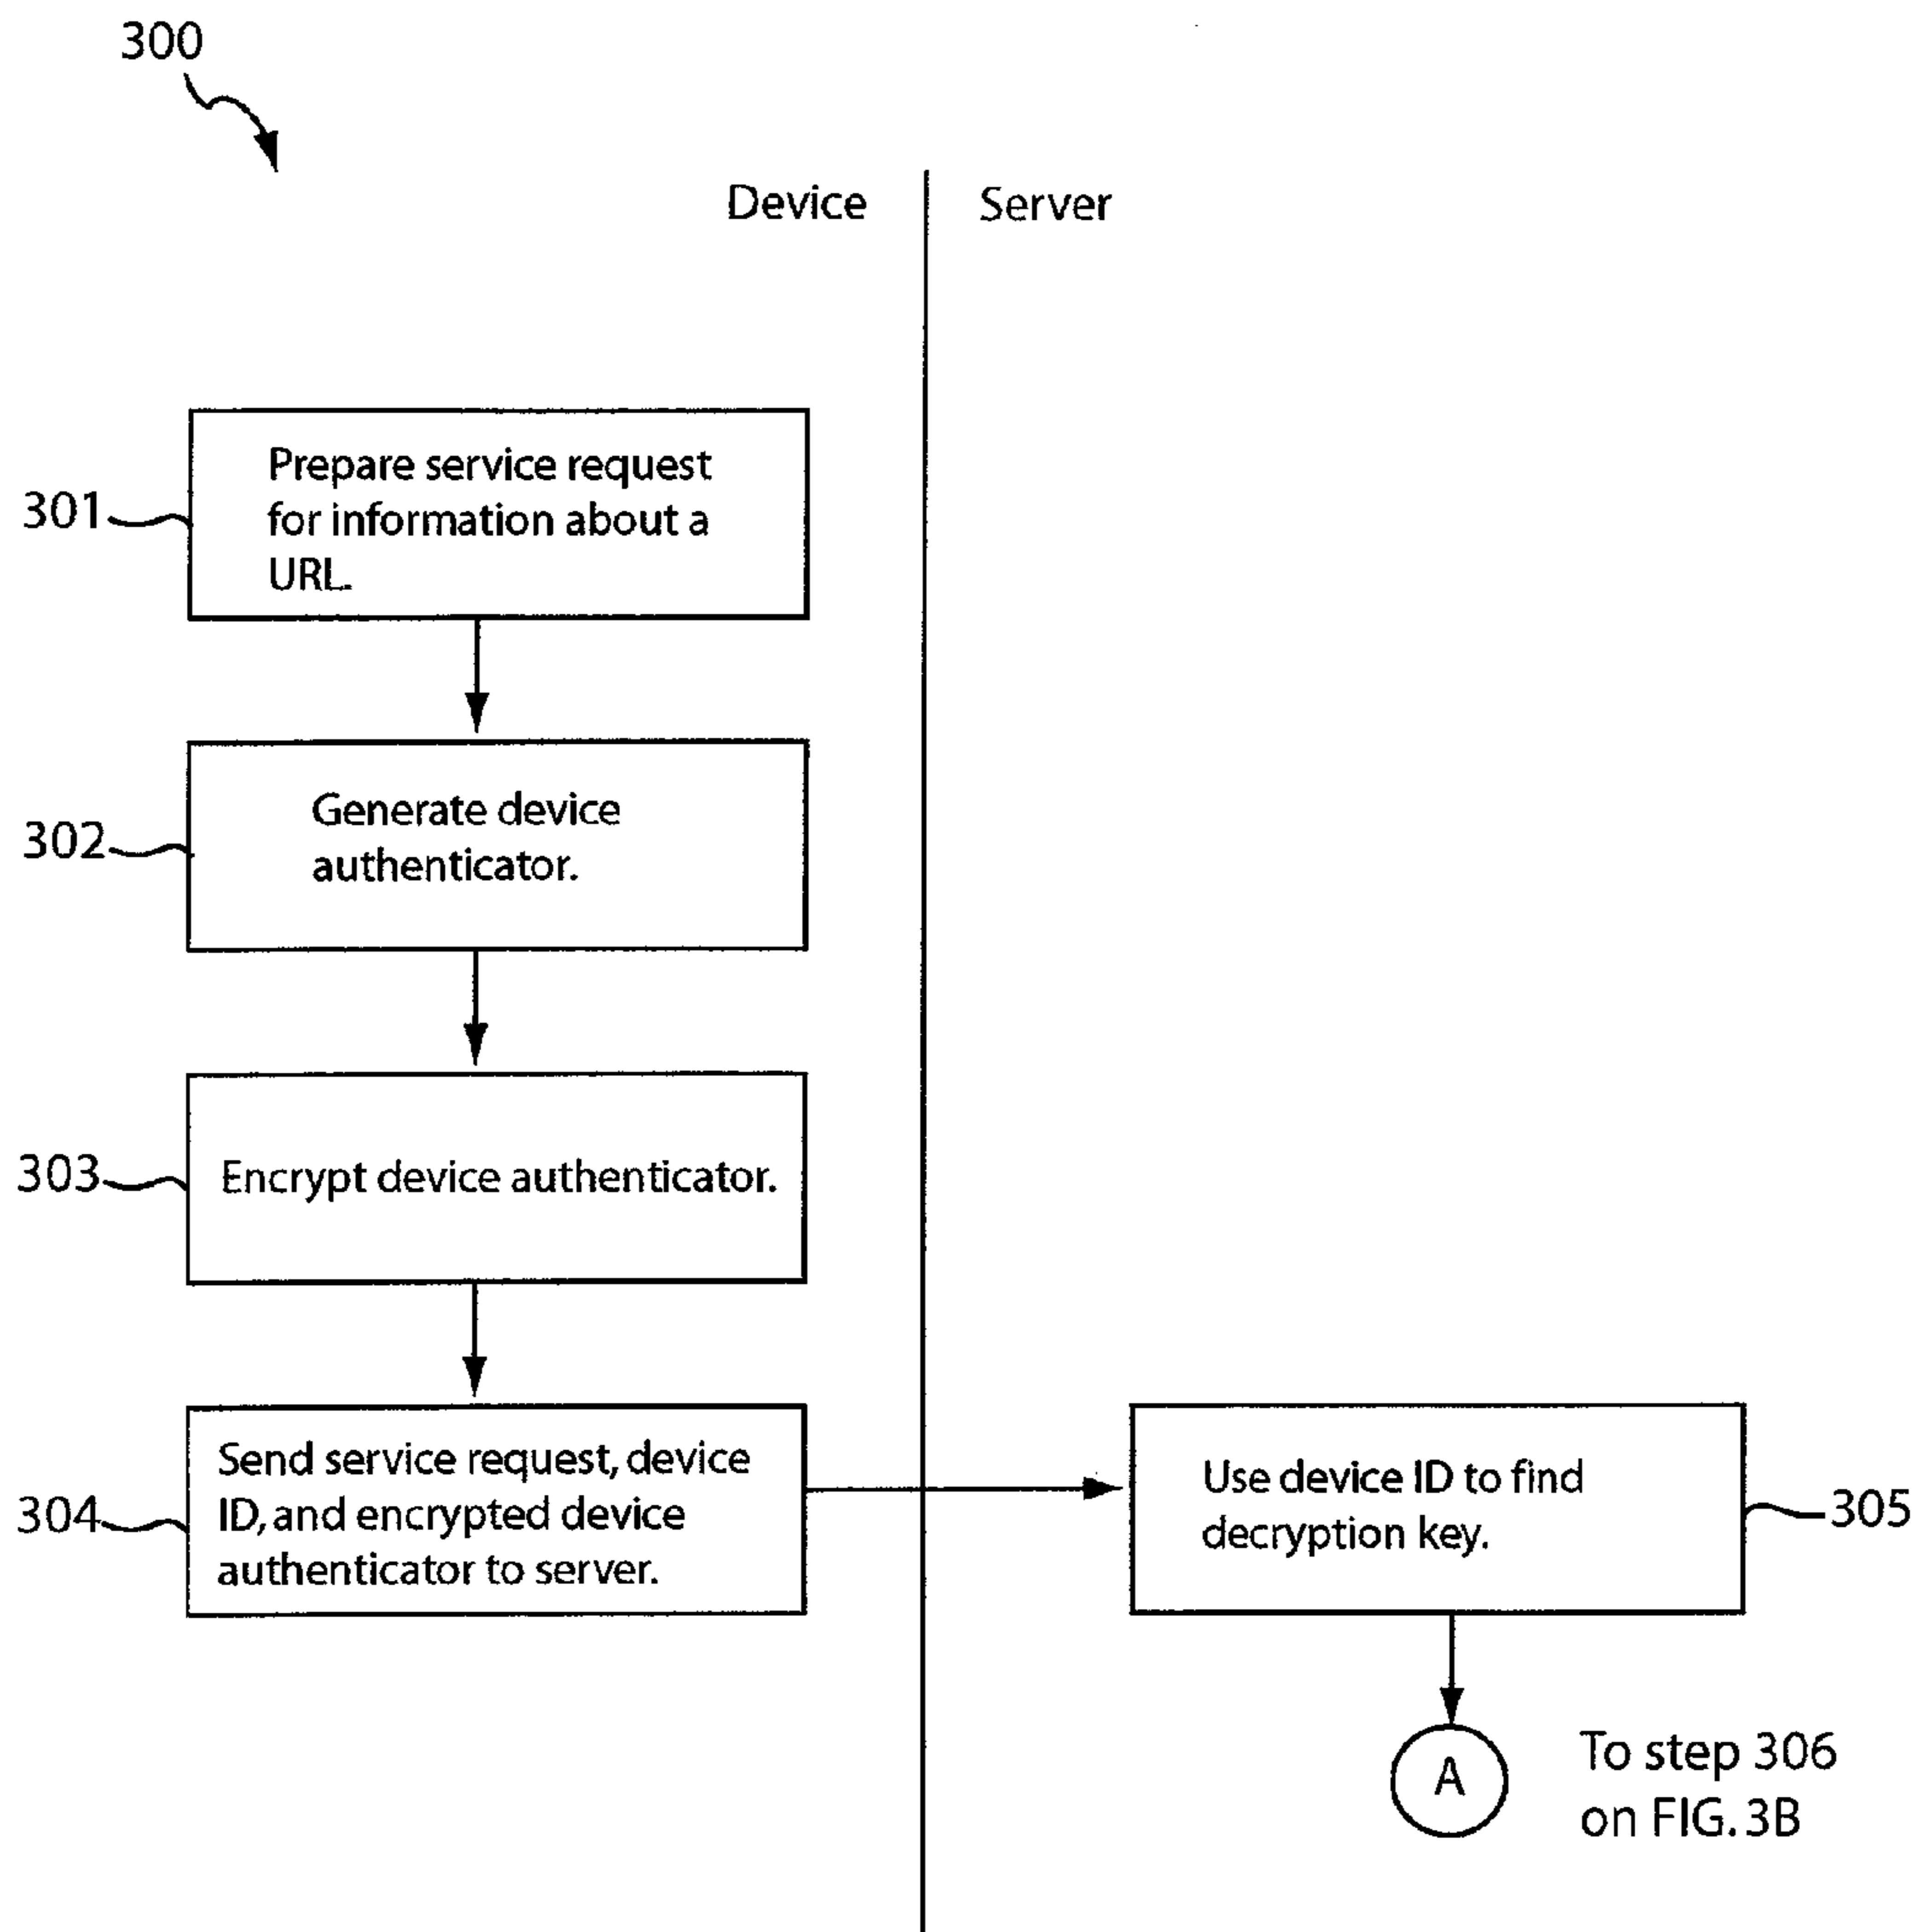 300
Device
Server
301
Prepare service request
for information about a
URL.
302
Generate device
authenticator.
303
Encrypt device authenticator.
304
Send service request, device
ID, and encrypted device
authenticator to server.
Use device ID to find
decryption key.
305
A
To step 306
on FIG. 3B